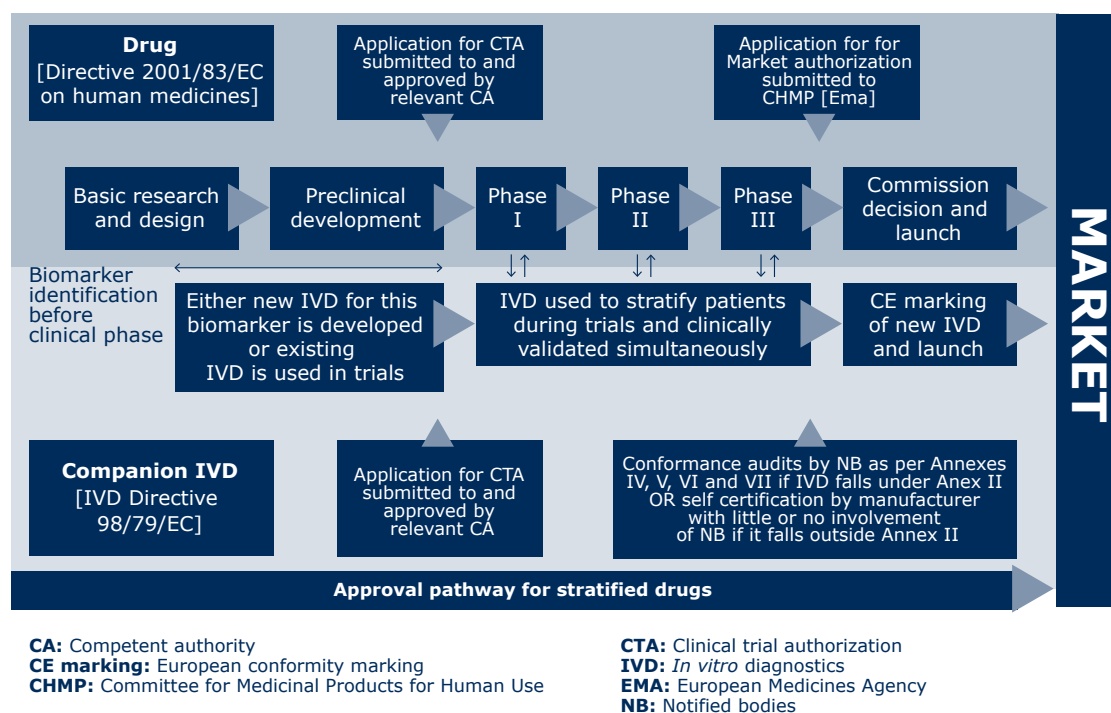 Drug
[Directive 2001/83/EC
on human medicines]
Application for CTA
submitted to and
approved by
relevant CA
Application for for
Market authorization
submitted to
CHMP [Ema]
Basic research
and design
Preclinical
development
Phase
I
Phase
II
Phase
III
Commission
decision and
launch
MARKET
Biomarker
identification
before
clinical phase
Either new IVD for this
biomarker is developed
or existing
IVD is used in trials
IVD used to stratify patients
during trials and clinically
validated simultaneously
CE marking
of new IVD
and launch
Companion IVD
[IVD Directive
98/79/EC]
Application for CTA
submitted to and
approved by
relevant CA
Conformance audits by NB as per Annexes
IV, V, VI and VII if IVD falls under Anex II
OR self certification by manufacturer
with little or no involvement
of NB if it falls outside Annex II
Approval pathway for stratified drugs
CA: Competent authority
CE marking: European conformity marking
CHMP: Committee for Medicinal Products for Human Use
CTA: Clinical trial authorization
IVD: In vitro diagnostics
EMA: European Medicines Agency
NB: Notified bodies